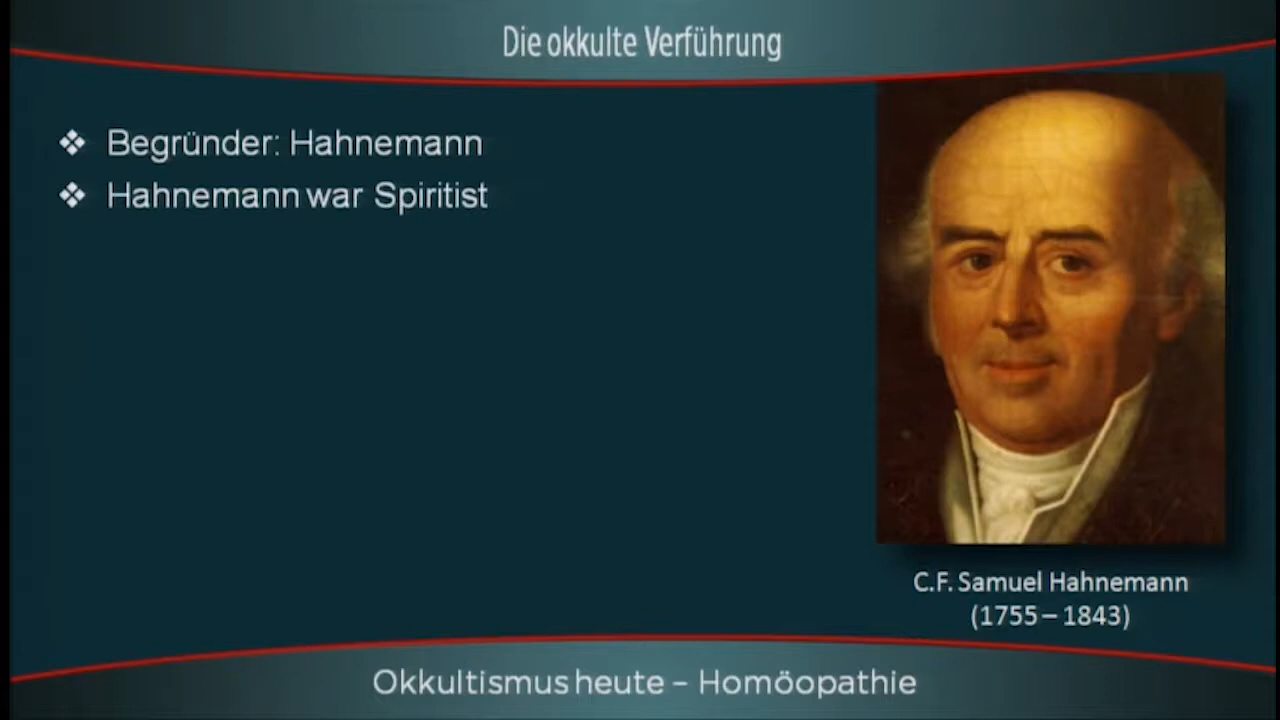 Die okkulte Verführung
❖ Begründer: Hahnemann
❖ Hahnemann war Spiritist
C.F. Samuel Hahnemann
(1755 – 1843)
Okkultismus heute – Homöopathie